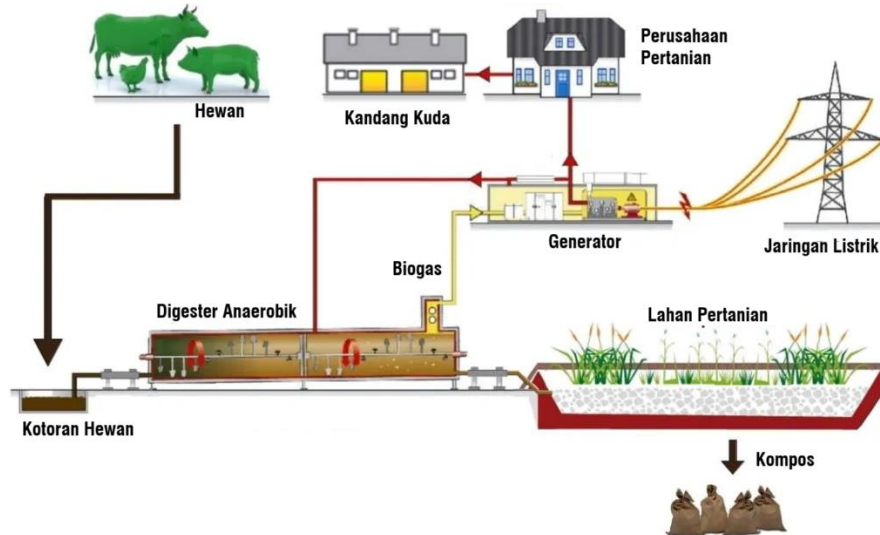 Perusahaan
Pertanian
Hewan
Kandang Kuda
Generator
Jaringan Listrik
Biogas
Digester Anaerobik
Lahan Pertanian
Kotoran Hewan
Kompos